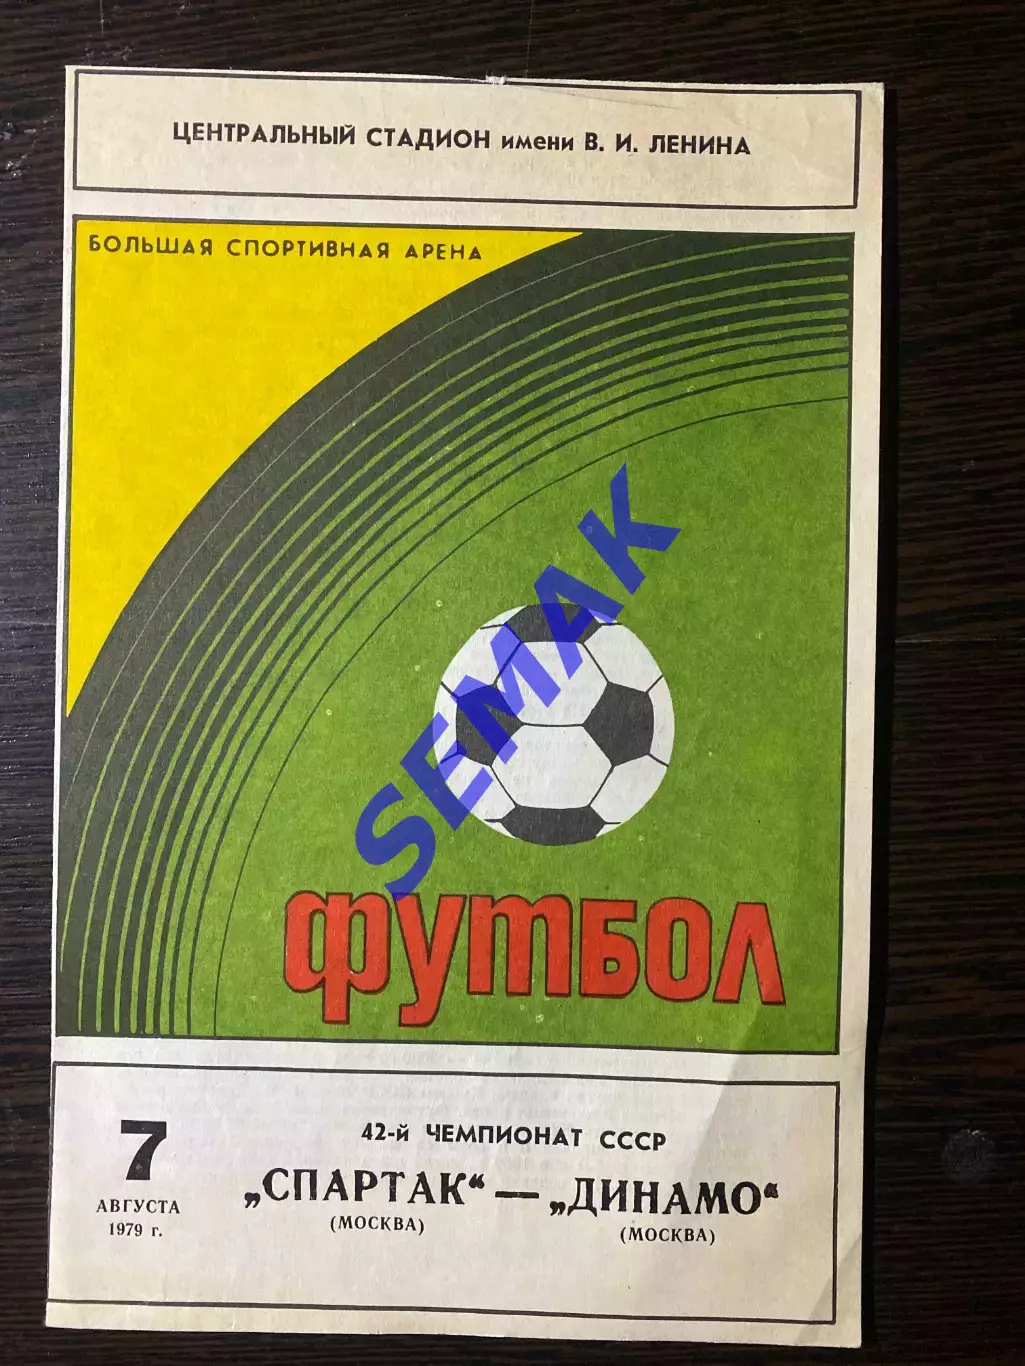 ЦЕНТРАЛЬНЫЙ СТАДИОН имени В. И. ЛЕНИНА
БОЛЬШАЯ СПОРТИВНАЯ АРЕНА
SEMAK
ФУТБОЛ
42-й ЧЕМПИОНАТ СССР
7
АВГУСТА
1979 г.
„СПАРТАК“ — „ДИНАМО“
(МОСКВА) (МОСКВА)